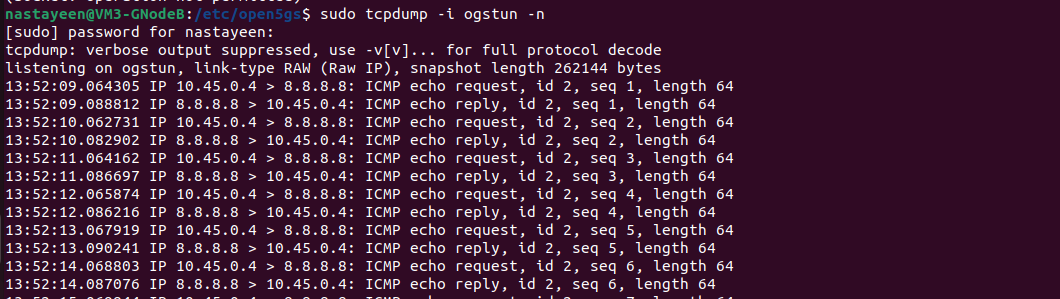 nastayeen@VM3-GNodeB:/etc/open5gs$ sudo tcpdump -i ogstun -n
[sudo] password for nastayeen:
tcpdump: verbose output suppressed, use -v[v]... for full protocol decode
listening on ogstun, link-type RAW (Raw IP), snapshot length 262144 bytes
13:52:09.064305 IP 10.45.0.4 > 8.8.8.8: ICMP echo request, id 2, seq 1, length 64
13:52:09.088812 IP 8.8.8.8 > 10.45.0.4: ICMP echo reply, id 2, seq 1, length 64
13:52:10.062731 IP 10.45.0.4 > 8.8.8.8: ICMP echo request, id 2, seq 2, length 64
13:52:10.082902 IP 8.8.8.8 > 10.45.0.4: ICMP echo reply, id 2, seq 2, length 64
13:52:11.064162 IP 10.45.0.4 > 8.8.8.8: ICMP echo request, id 2, seq 3, length 64
13:52:11.086697 IP 8.8.8.8 > 10.45.0.4: ICMP echo reply, id 2, seq 3, length 64
13:52:12.065874 IP 10.45.0.4 > 8.8.8.8: ICMP echo request, id 2, seq 4, length 64
13:52:12.086216 IP 8.8.8.8 > 10.45.0.4: ICMP echo reply, id 2, seq 4, length 64
13:52:13.067919 IP 10.45.0.4 > 8.8.8.8: ICMP echo request, id 2, seq 5, length 64
13:52:13.090241 IP 8.8.8.8 > 10.45.0.4: ICMP echo reply, id 2, seq 5, length 64
13:52:14.068803 IP 10.45.0.4 > 8.8.8.8: ICMP echo request, id 2, seq 6, length 64
13:52:14.087076 IP 8.8.8.8 > 10.45.0.4: ICMP echo reply, id 2, seq 6, length 64